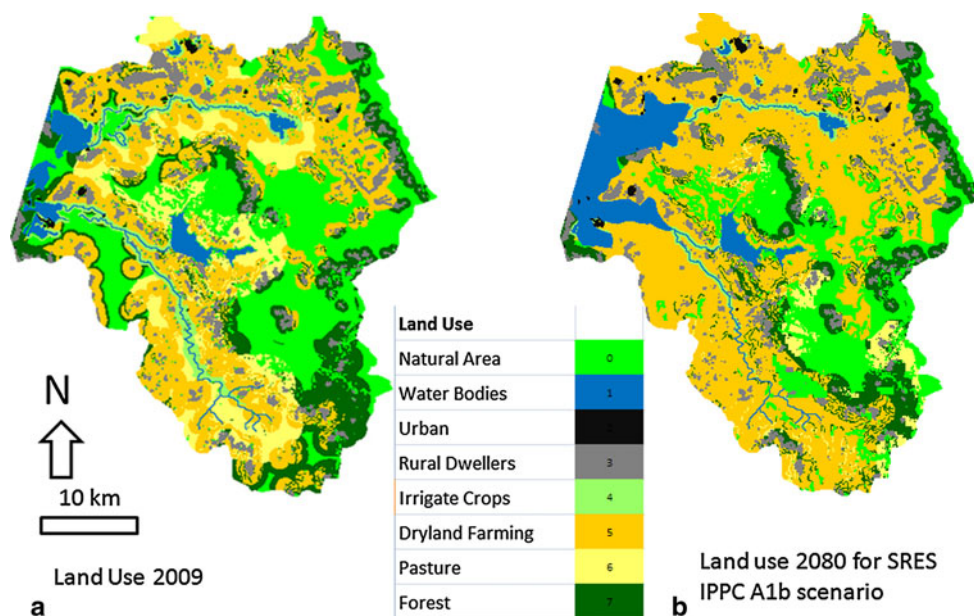 Land Use
Natural Area 0
Water Bodies 1
Urban
Rural Dwellers 3
Irrigate Crops 4
Dryland Farming 5
Pasture 6
Forest 7
N
10 km
Land Use 2009
a
Land use 2080 for SRES
IPPC A1b scenario
b